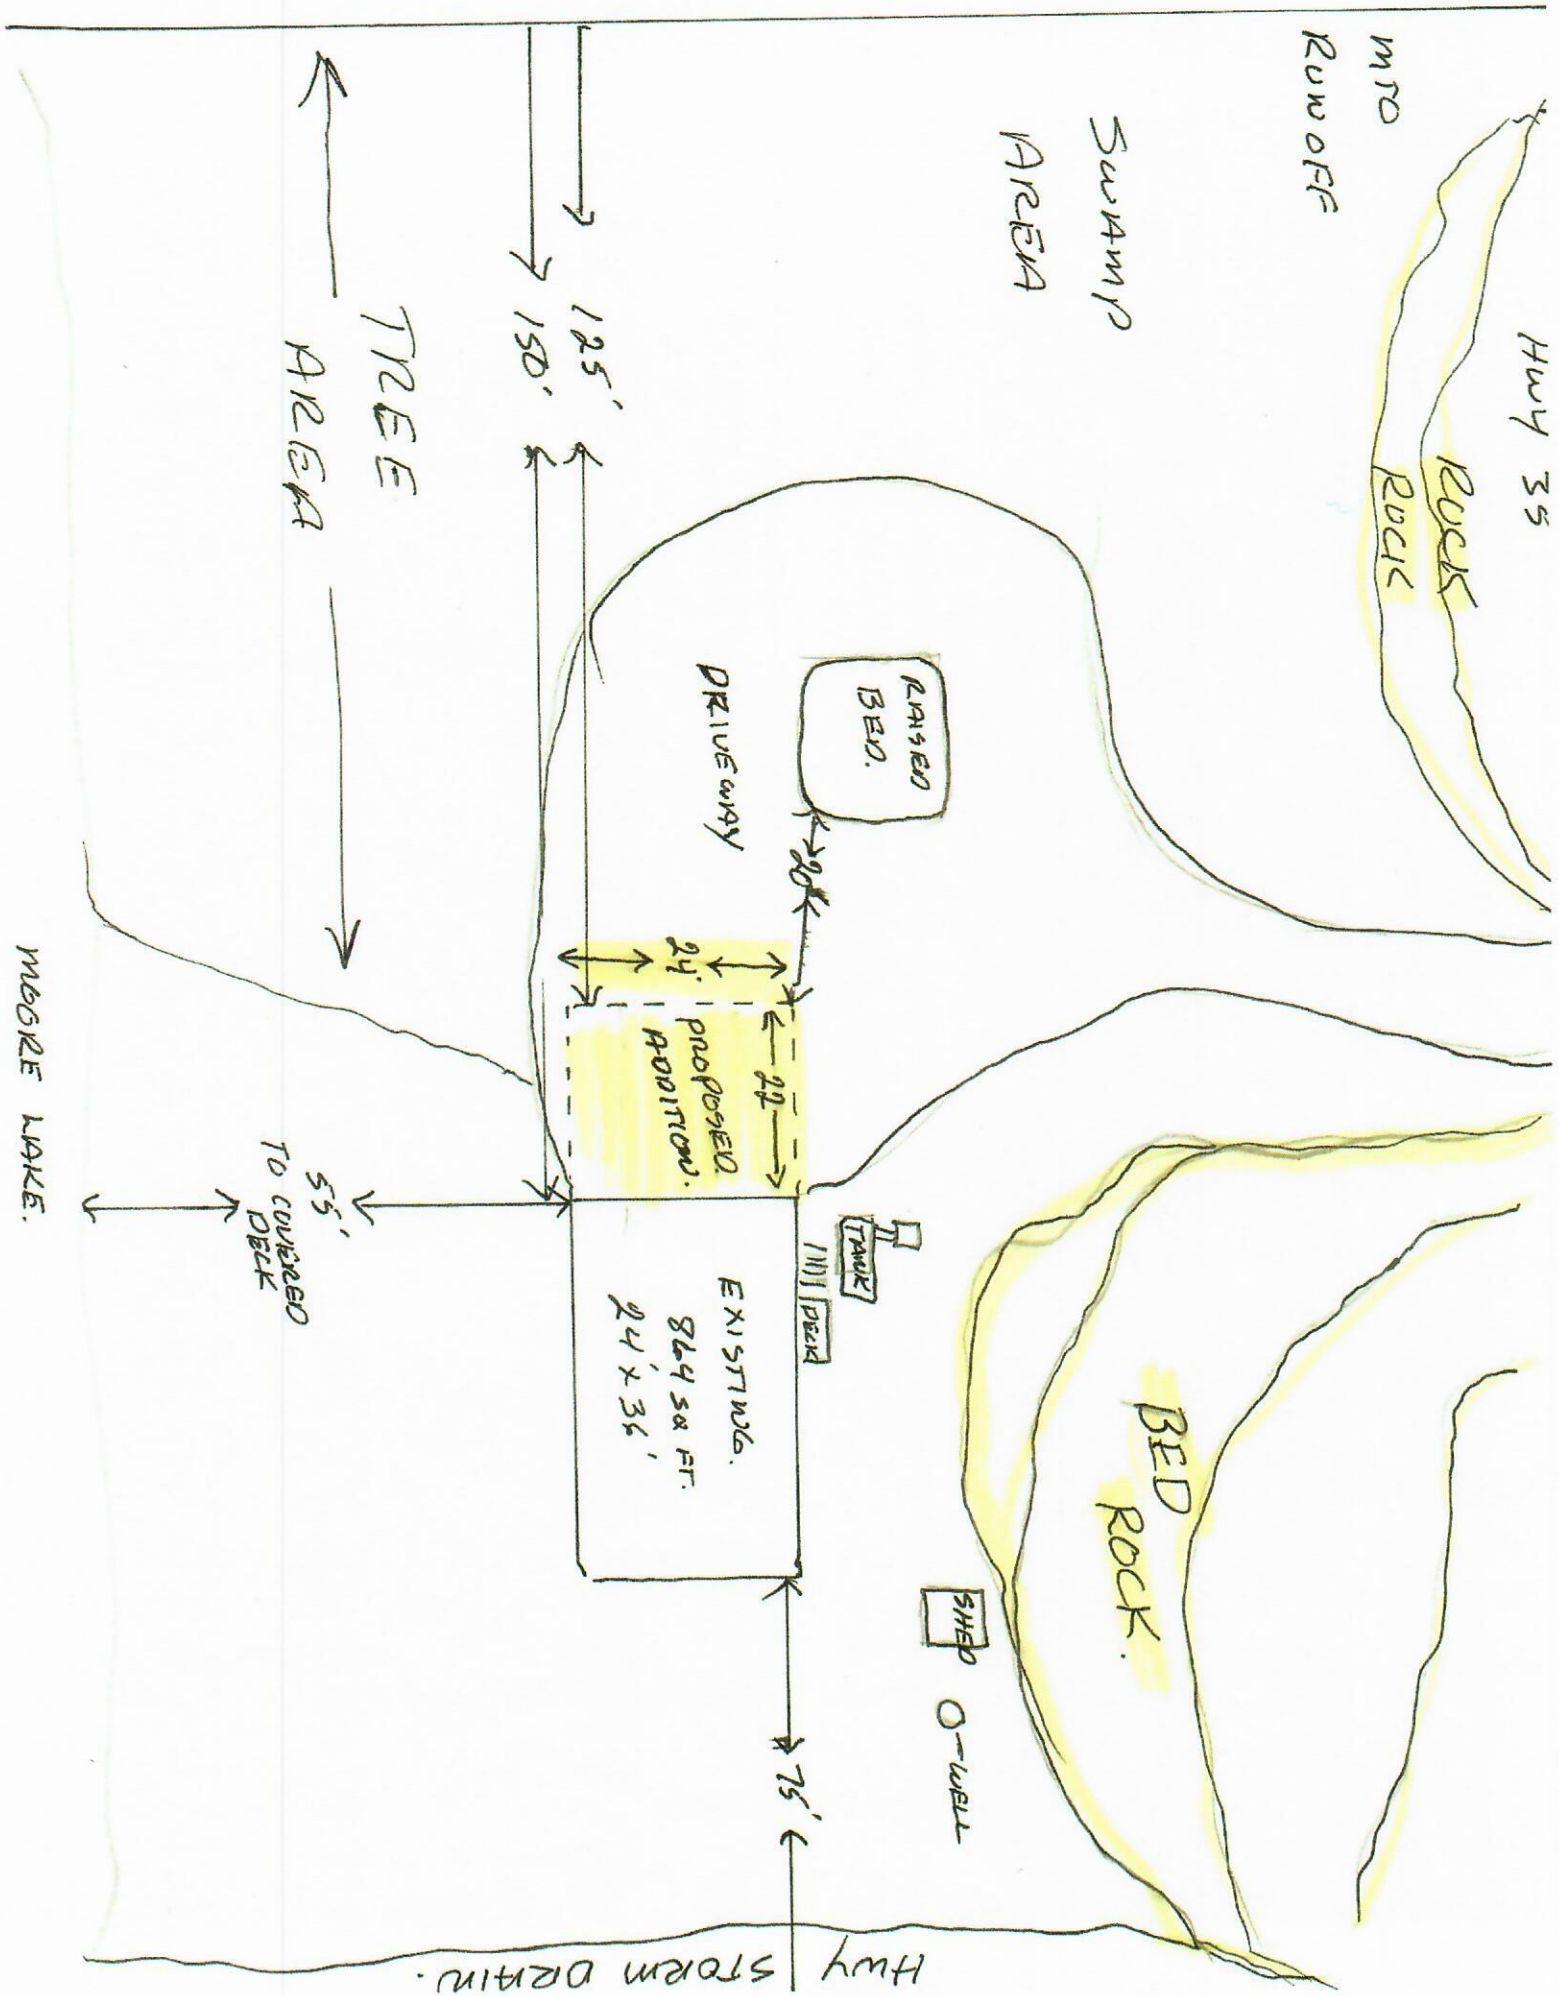 HWY 35
ROCK
ROCK
MTO
RUNOFF
SWAMP
AREA
BED
ROCK.
SHED
O-WELL
RAISED
BED.
TANK
DECK
20'
DRIVEWAY
22
24'
PROPOSED
ADDITION.
EXISTING.
864 SQ FT.
24' x 36'
75'
HWY STORM DRAIN.
125'
150'
TREE
AREA
55'
TO COVERED
DECK
MOORE LAKE.